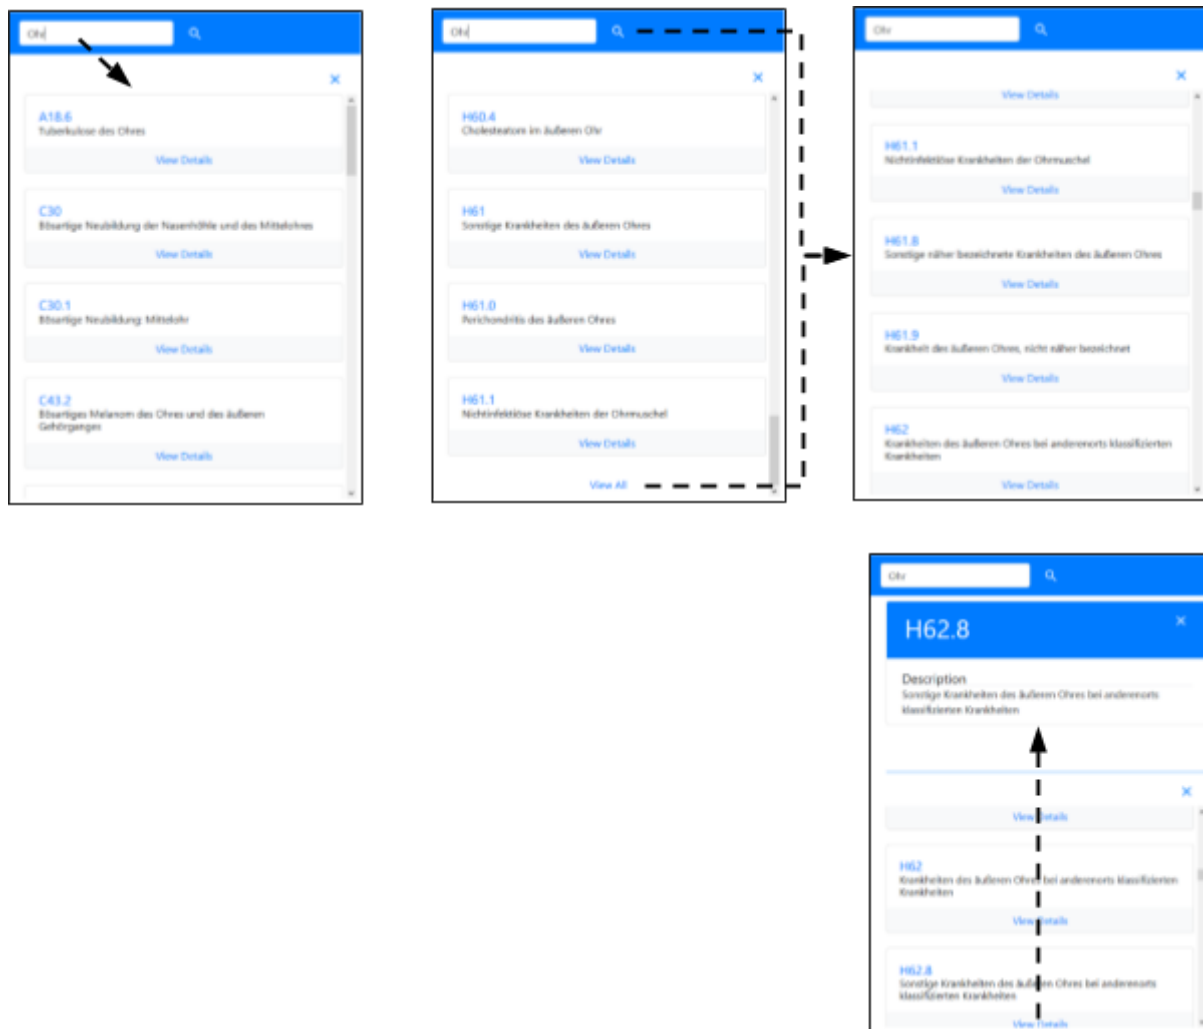 Ohr
A18.6
Tuberkulose des Ohres
View Details
C30
Bösartige Neubildung der Nasenhöhle und des Mittelohres
View Details
C30.1
Bösartige Neubildung: Mittelohr
View Details
C43.2
Bösartiges Melanom des Ohres und des äußeren
Gehörganges
View Details
Ohr
H60.4
Cholesteatom im äußeren Ohr
View Details
H61
Sonstige Krankheiten des äußeren Ohres
View Details
H61.0
Perichondritis des äußeren Ohres
View Details
H61.1
Nichtinfektiöse Krankheiten der Ohrmuschel
View Details
View All
Ohr
View Details
H61.1
Nichtinfektiöse Krankheiten der Ohrmuschel
View Details
H61.8
Sonstige näher bezeichnete Krankheiten des äußeren Ohres
View Details
H61.9
Krankheit des äußeren Ohres, nicht näher bezeichnet
View Details
H62
Krankheiten des äußeren Ohres bei anderenorts klassifizierten
Krankheiten
View Details
Ohr
H62.8
Description
Sonstige Krankheiten des äußeren Ohres bei anderenorts
klassifizierten Krankheiten
View Details
H62
Krankheiten des äußeren Ohres bei anderenorts klassifizierten
Krankheiten
View Details
H62.8
Sonstige Krankheiten des äußeren Ohres bei anderenorts
klassifizierten Krankheiten
View Details